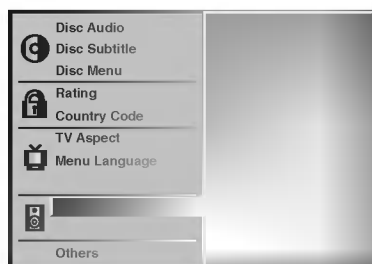 Disc Audio
Disc Subtitle
Disc Menu
Rating
Country Code
TV Aspect
Menu Language
Others